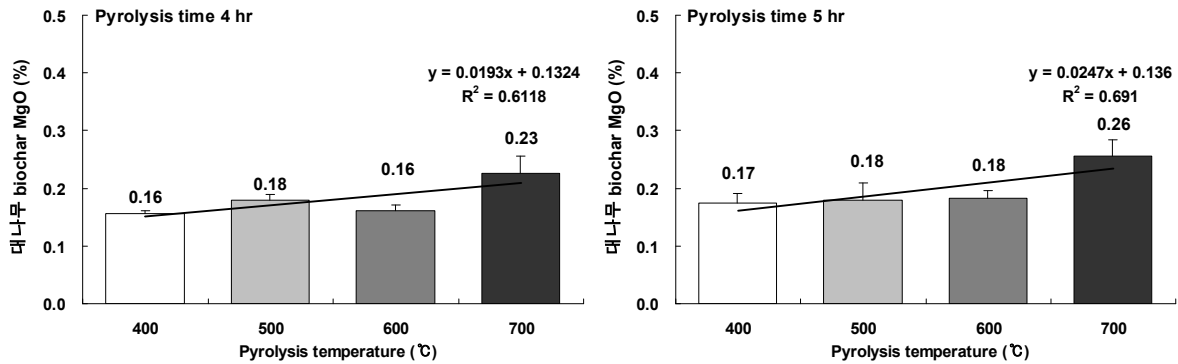 Pyrolysis time 4 hr
y = 0.0193x + 0.1324
R² = 0.6118
대나무 biochar MgO (%)
0.5
0.4
0.3
0.2
0.1
0.0
0.16
0.18
0.16
0.23
400
500
600
700
Pyrolysis temperature (℃)
Pyrolysis time 5 hr
y = 0.0247x + 0.136
R² = 0.691
대나무 biochar MgO (%)
0.5
0.4
0.3
0.2
0.1
0.0
0.17
0.18
0.18
0.26
400
500
600
700
Pyrolysis temperature (℃)